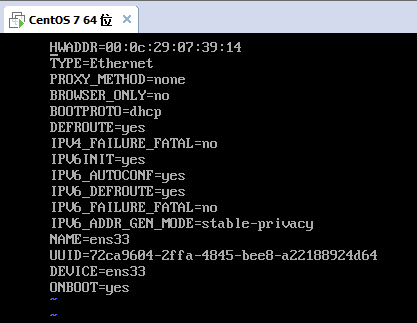 CentOS 7 64 位
HWADDR=00:0c:29:07:39:14
TYPE=Ethernet
PROXY_METHOD=none
BROWSER_ONLY=no
BOOTPROTO=dhcp
DEFROUTE=yes
IPV4_FAILURE_FATAL=no
IPV6INIT=yes
IPV6_AUTOCONF=yes
IPV6_DEFROUTE=yes
IPV6_FAILURE_FATAL=no
IPV6_ADDR_GEN_MODE=stable-privacy
NAME=ens33
UUID=72ca9604-2ffa-4845-bee8-a22188924d64
DEVICE=ens33
ONBOOT=yes
~
~